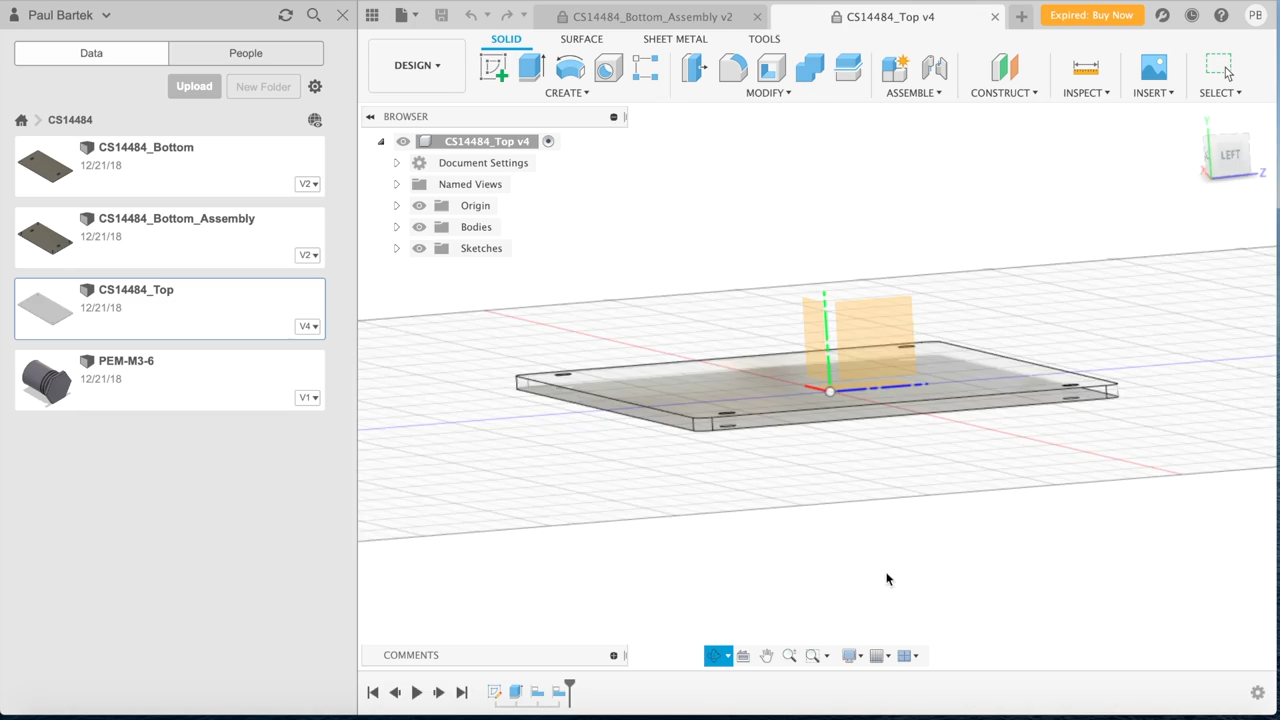 Paul Bartek
Data
People
Upload
New Folder
CS14484
CS14484_Bottom
12/21/18
V2
CS14484_Bottom_Assembly
12/21/18
V2
CS14484_Top
12/21/18
V4
PEM-M3-6
12/21/18
V1
CS14484_Bottom_Assembly v2
CS14484_Top v4
Expired: Buy Now
PB
SOLID
SURFACE
SHEET METAL
TOOLS
DESIGN
CREATE
MODIFY
ASSEMBLE
CONSTRUCT
INSPECT
INSERT
SELECT
BROWSER
CS14484_Top v4
Document Settings
Named Views
Origin
Bodies
Sketches
Y
LEFT
X
Z
COMMENTS